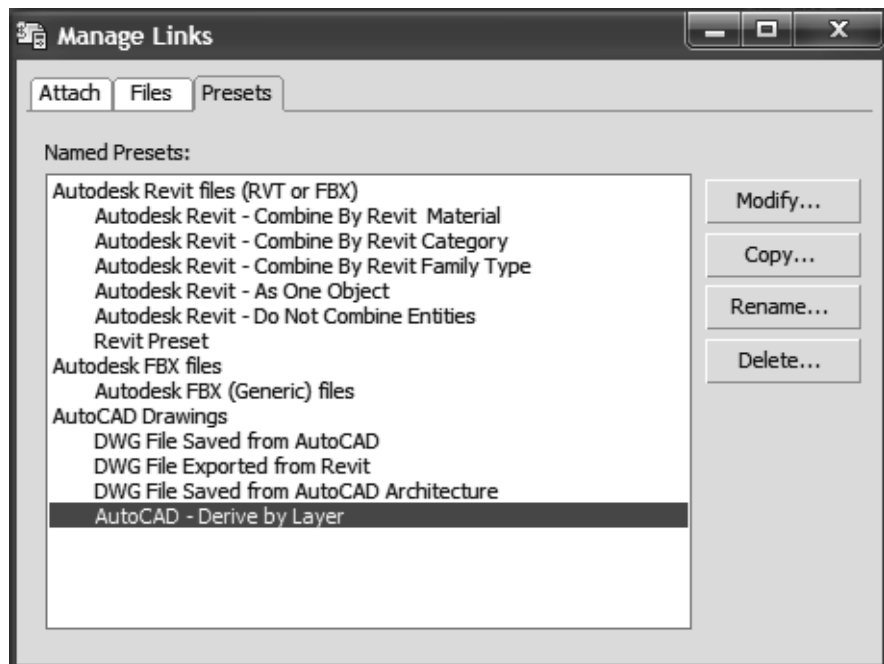 Manage Links
Attach Files Presets
Named Presets:
Autodesk Revit files (RVT or FBX)
Autodesk Revit - Combine By Revit Material
Autodesk Revit - Combine By Revit Category
Autodesk Revit - Combine By Revit Family Type
Autodesk Revit - As One Object
Autodesk Revit - Do Not Combine Entities
Revit Preset
Autodesk FBX files
Autodesk FBX (Generic) files
AutoCAD Drawings
DWG File Saved from AutoCAD
DWG File Exported from Revit
DWG File Saved from AutoCAD Architecture
AutoCAD - Derive by Layer
Modify...
Copy...
Rename...
Delete...